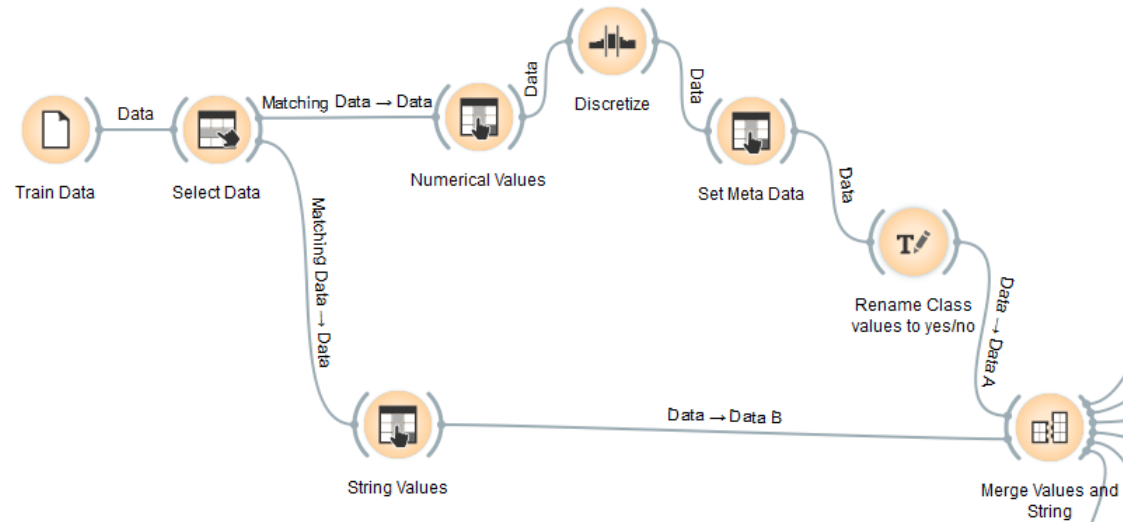 Data
Train Data
Select Data
Matching Data → Data
Numerical Values
Data
Discretize
Data
Set Meta Data
Data
Rename Class
values to yes/no
Data → Data A
Matching Data → Data
String Values
Data → Data B
Merge Values and
String